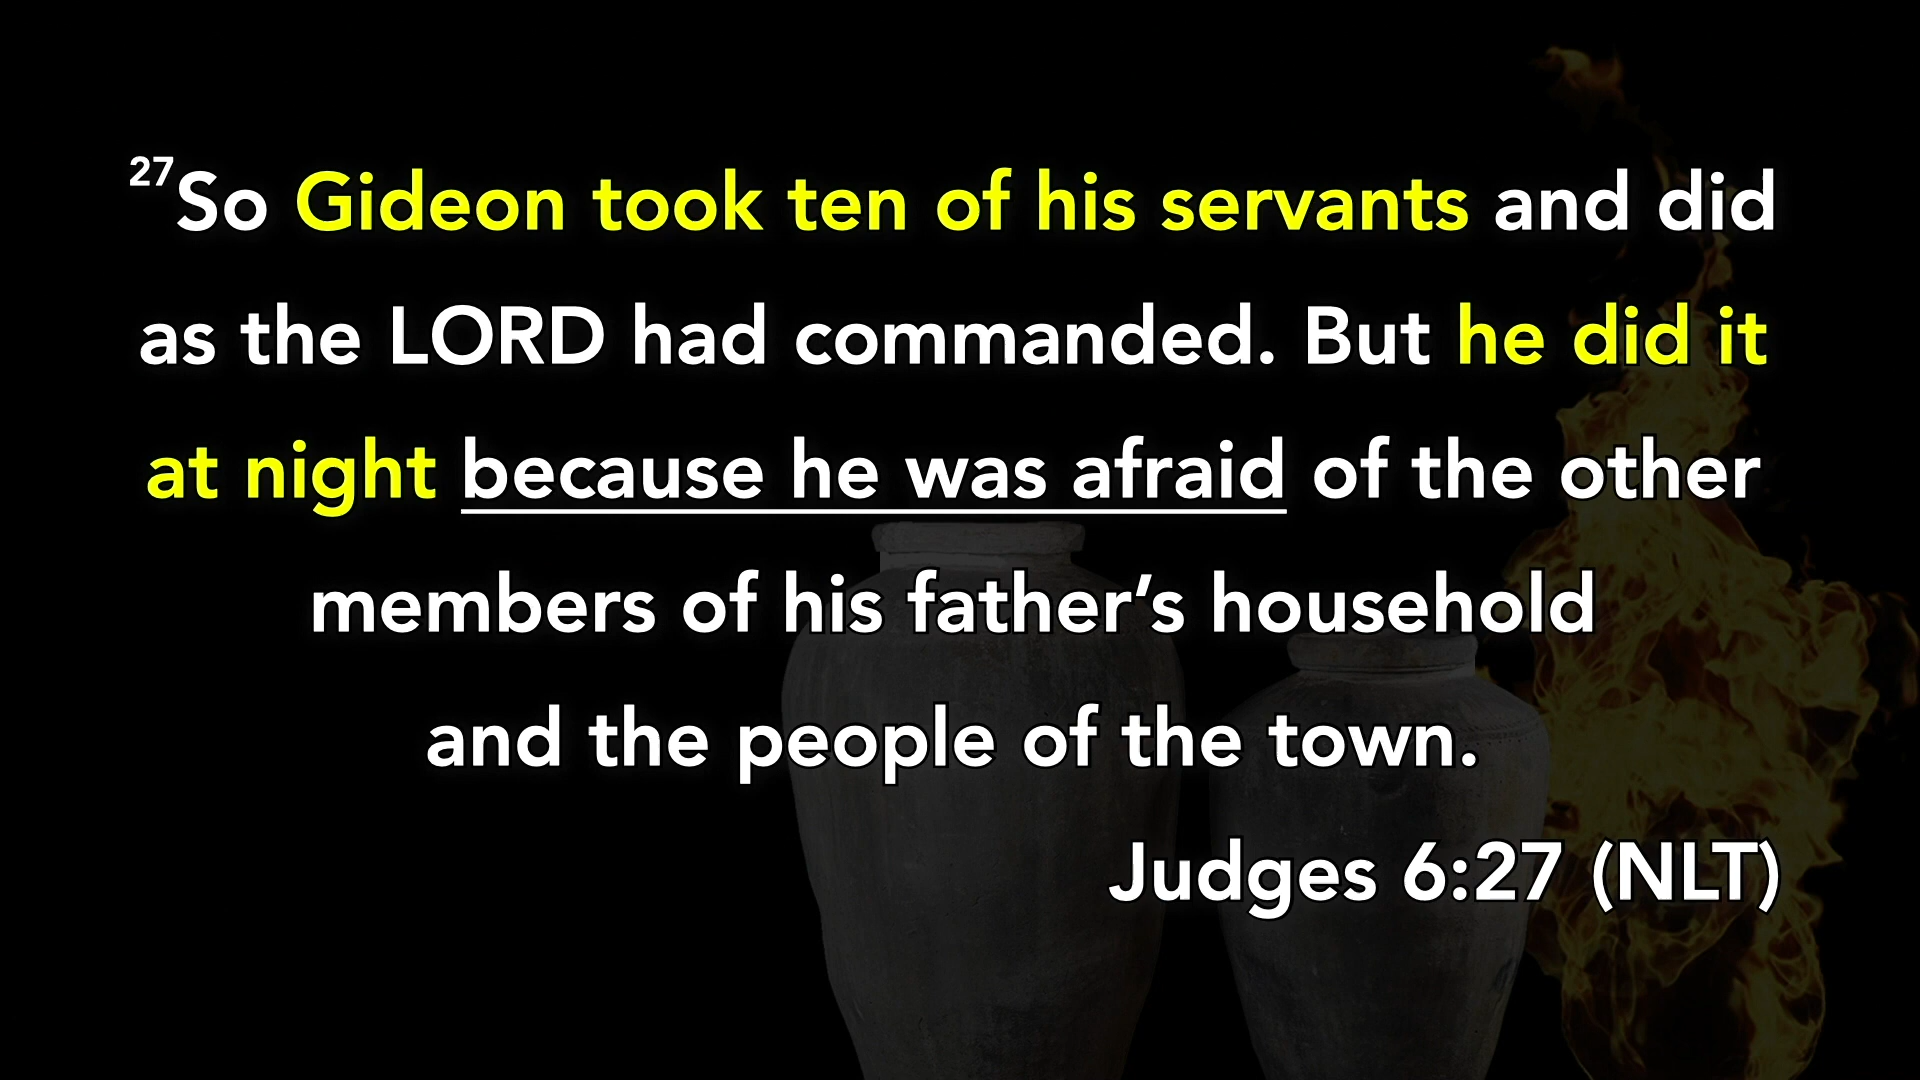 ²⁷So Gideon took ten of his servants and did
as the LORD had commanded. But he did it
at night because he was afraid of the other
members of his father’s household
and the people of the town.
Judges 6:27 (NLT)